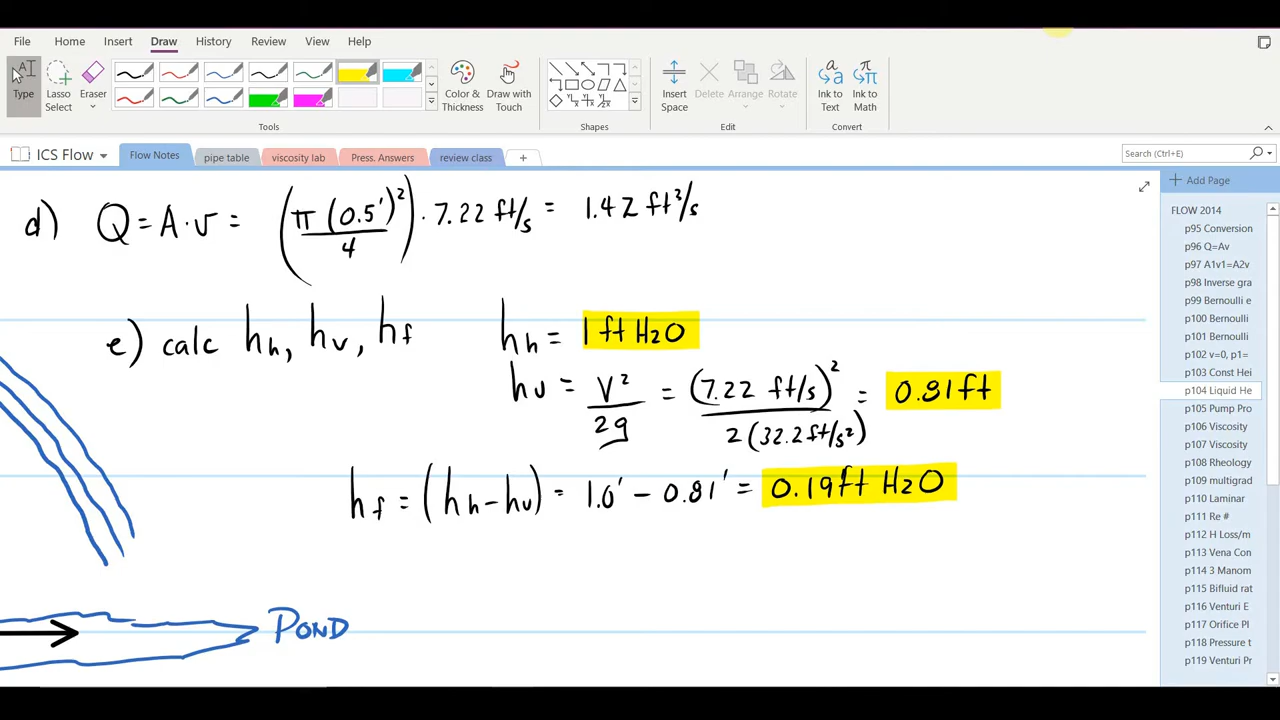 File Home Insert Draw History Review View Help
Type Lasso Select Eraser Color & Thickness Draw with Touch Insert Space Delete Arrange Rotate Ink to Text Ink to Math
Tools Shapes Edit Convert
ICS Flow Flow Notes pipe table viscosity lab Press. Answers review class + Search (Ctrl+E)
+ Add Page
FLOW 2014
p95 Conversion
p96 Q=Av
p97 A1v1=A2v
p98 Inverse gra
p99 Bernoulli e
p100 Bernoulli
p101 Bernoulli
p102 v=0, p1=
p103 Const Hei
p104 Liquid He
p105 Pump Pro
p106 Viscosity
p107 Viscosity
p108 Rheology
p109 multigrad
p110 Laminar
p111 Re #
p112 H Loss/m
p113 Vena Con
p114 3 Manom
p115 Bifluid rat
p116 Venturi E
p117 Orifice Pl
p118 Pressure t
p119 Venturi Pr
d) Q = A·v = (π (0.5')²/4) · 7.22 ft/s = 1.42 ft³/s
e) calc hh, hv, hf hh = 1 ft H2O
hv = V²/2g = (7.22 ft/s)²/2(32.2 ft/s²) = 0.81 ft
hf = (hh - hv) = 1.0' - 0.81' = 0.19 ft H2O
POND